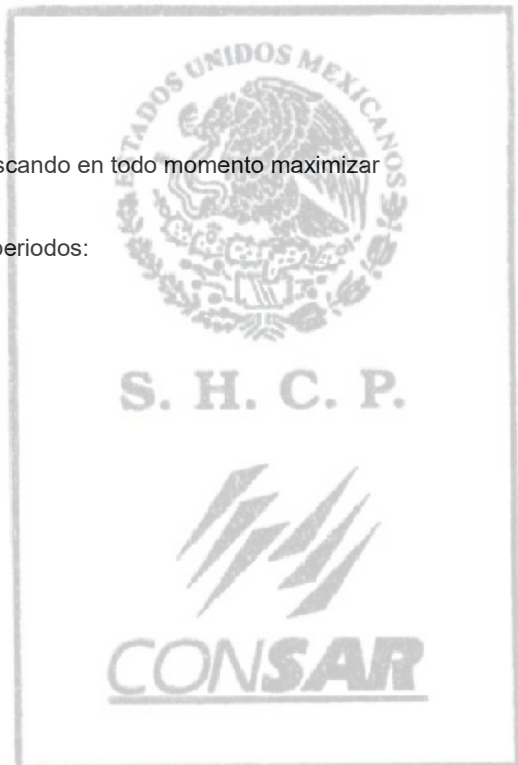 ESTADOS UNIDOS MEXICANOS
scando en todo momento maximizar
periodos:
S. H. C. P.
CONSAR